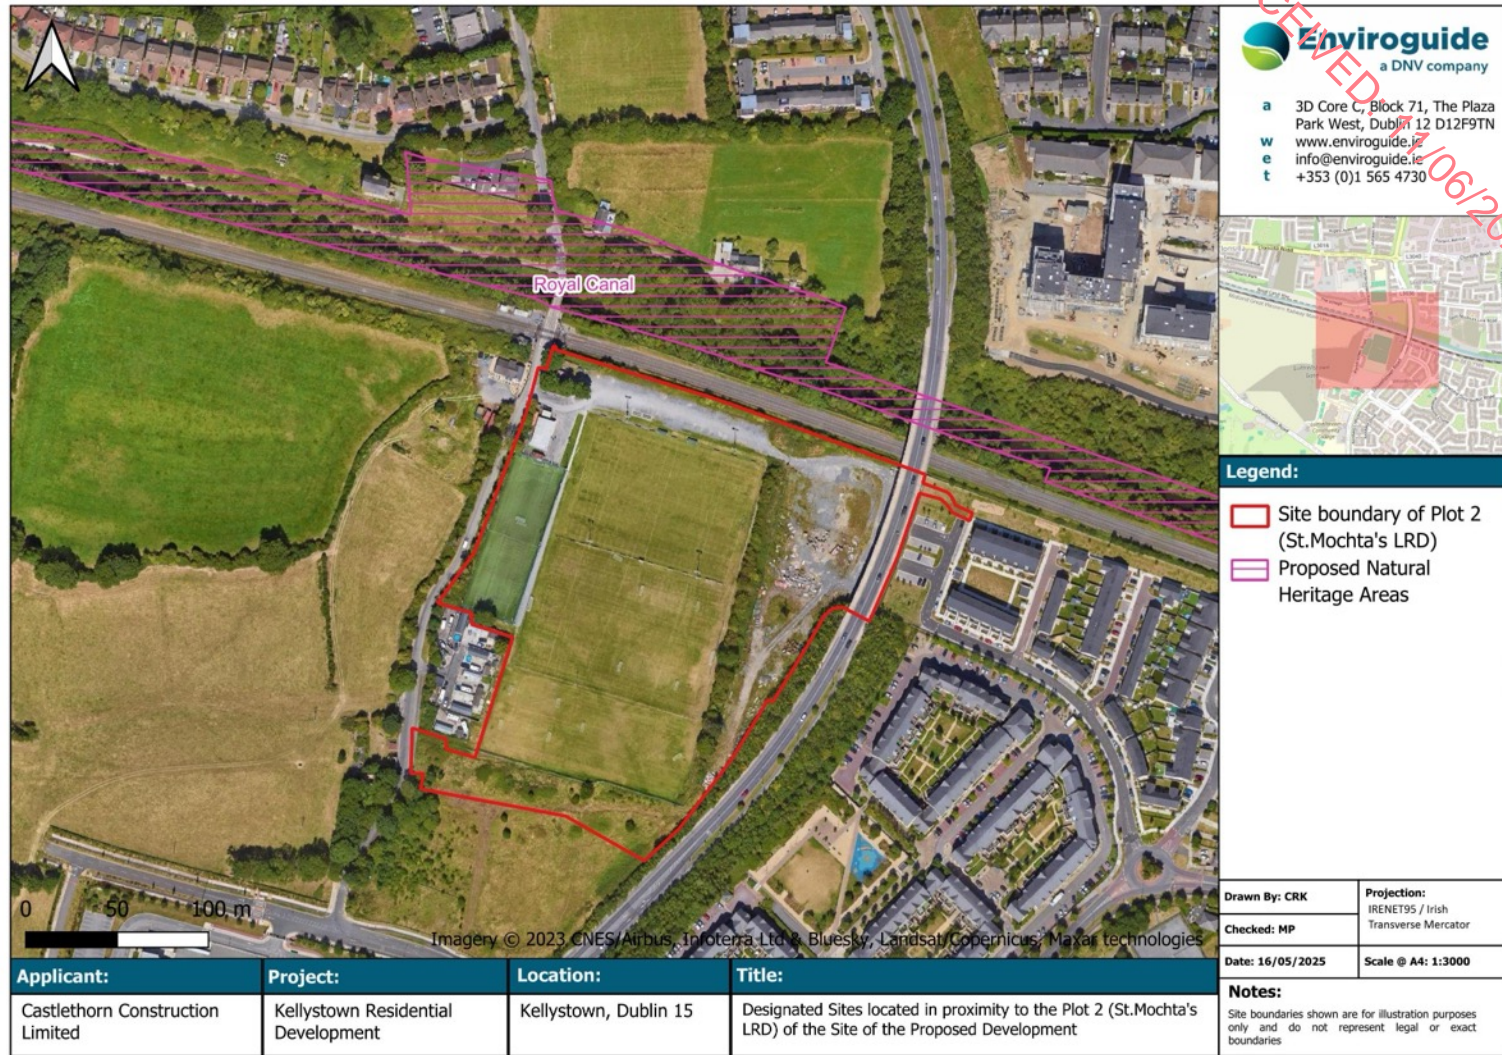 Enviroguide
a DNV company
a 3D Core C, Block 71, The Plaza
Park West, Dublin 12 D12F9TN
w www.enviroguide.ie
e info@enviroguide.ie
t +353 (0)1 565 4730
Royal Canal
Legend:
Site boundary of Plot 2
(St.Mochta's LRD)
Proposed Natural
Heritage Areas
0 50 100 m
Imagery © 2023 CNES/Airbus, Infoterra Ltd & Bluesky, Landsat/Copernicus, Maxar technologies
Drawn By: CRK
Checked: MP
Projection:
IRENET95 / Irish
Transverse Mercator
Date: 16/05/2025
Scale @ A4: 1:3000
Notes:
Site boundaries shown are for illustration purposes
only and do not represent legal or exact
boundaries
Applicant:
Castlethorn Construction
Limited
Project:
Kellystown Residential
Development
Location:
Kellystown, Dublin 15
Title:
Designated Sites located in proximity to the Plot 2 (St.Mochta's
LRD) of the Site of the Proposed Development